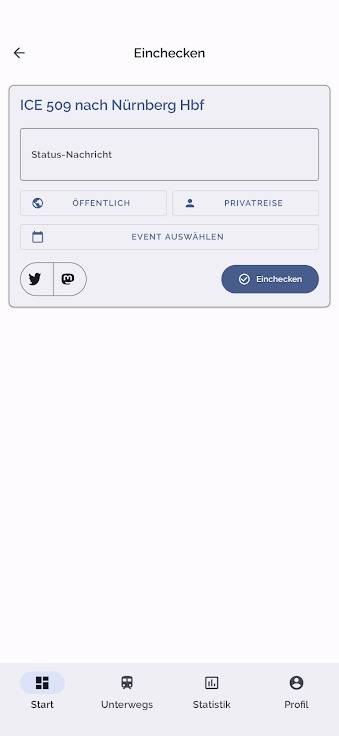 Einchecken
ICE 509 nach Nürnberg Hbf
Status-Nachricht
ÖFFENTLICH
PRIVATREISE
EVENT AUSWÄHLEN
Einchecken
Start
Unterwegs
Statistik
Profil